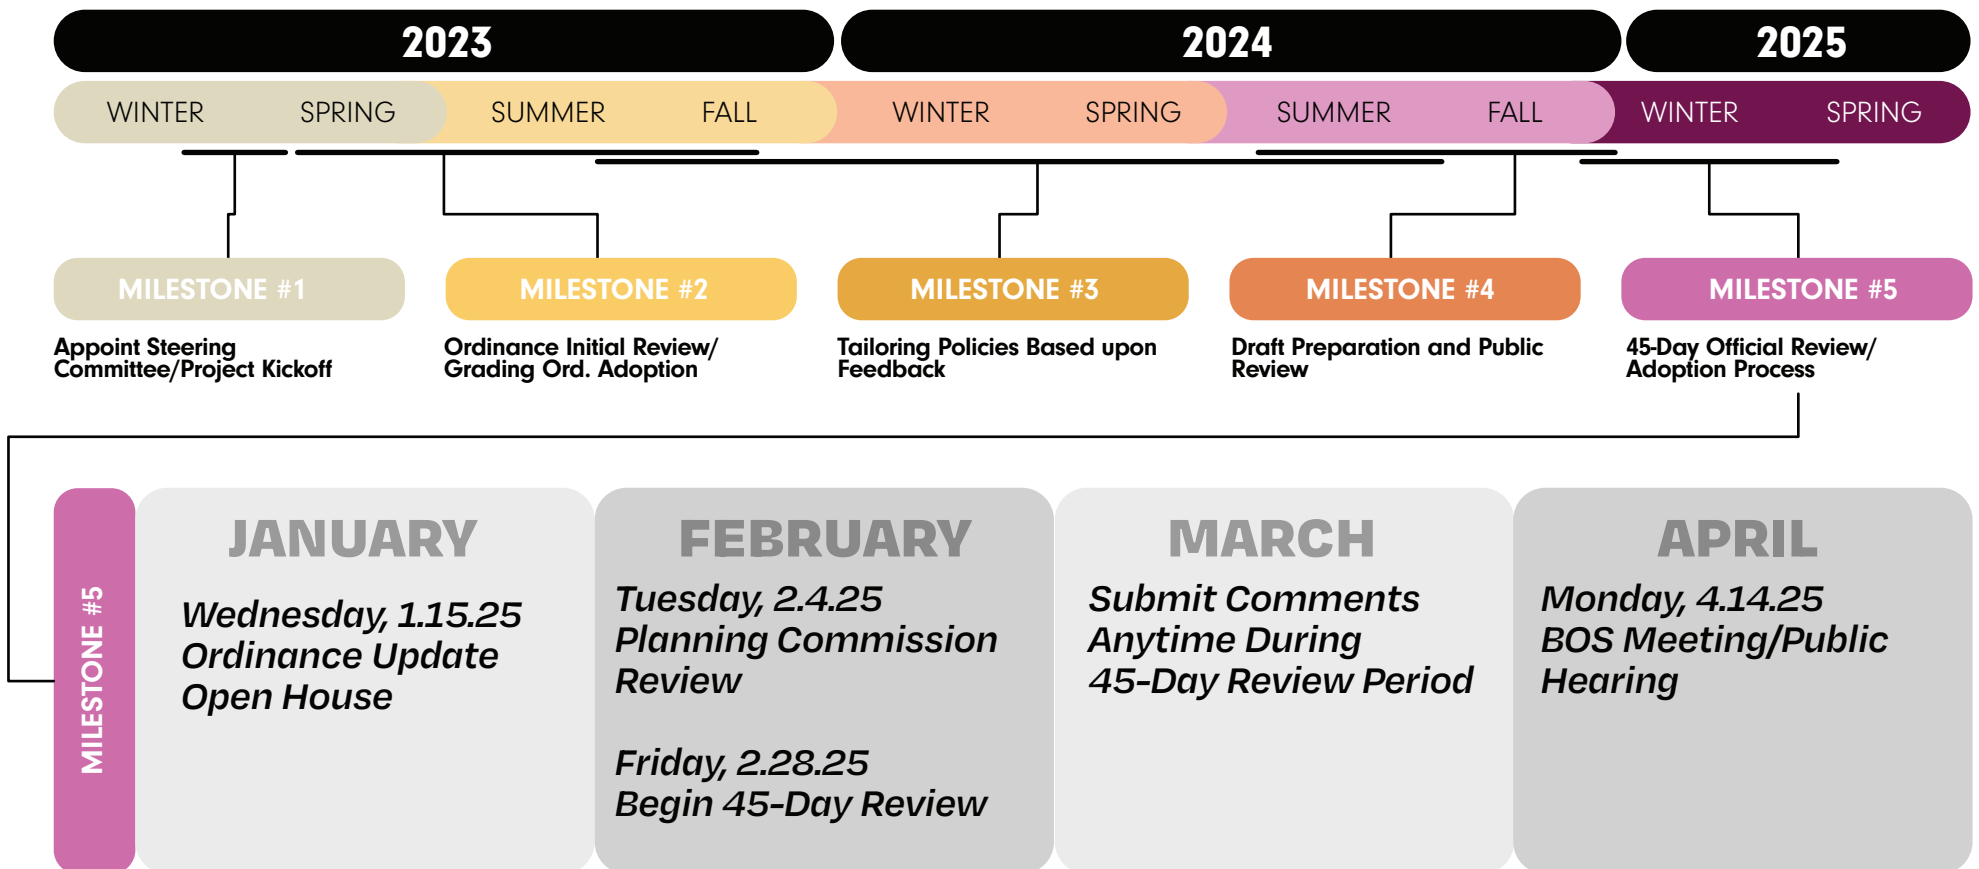 2023
2024
2025
WINTER
SPRING
SUMMER
FALL
WINTER
SPRING
SUMMER
FALL
WINTER
SPRING
MILESTONE #1
Appoint Steering
Committee/Project Kickoff
MILESTONE #2
Ordinance Initial Review/
Grading Ord. Adoption
MILESTONE #3
Tailoring Policies Based upon
Feedback
MILESTONE #4
Draft Preparation and Public
Review
MILESTONE #5
45-Day Official Review/
Adoption Process
MILESTONE #5
JANUARY
Wednesday, 1.15.25
Ordinance Update
Open House
FEBRUARY
Tuesday, 2.4.25
Planning Commission
Review
Friday, 2.28.25
Begin 45-Day Review
MARCH
Submit Comments
Anytime During
45-Day Review Period
APRIL
Monday, 4.14.25
BOS Meeting/Public
Hearing